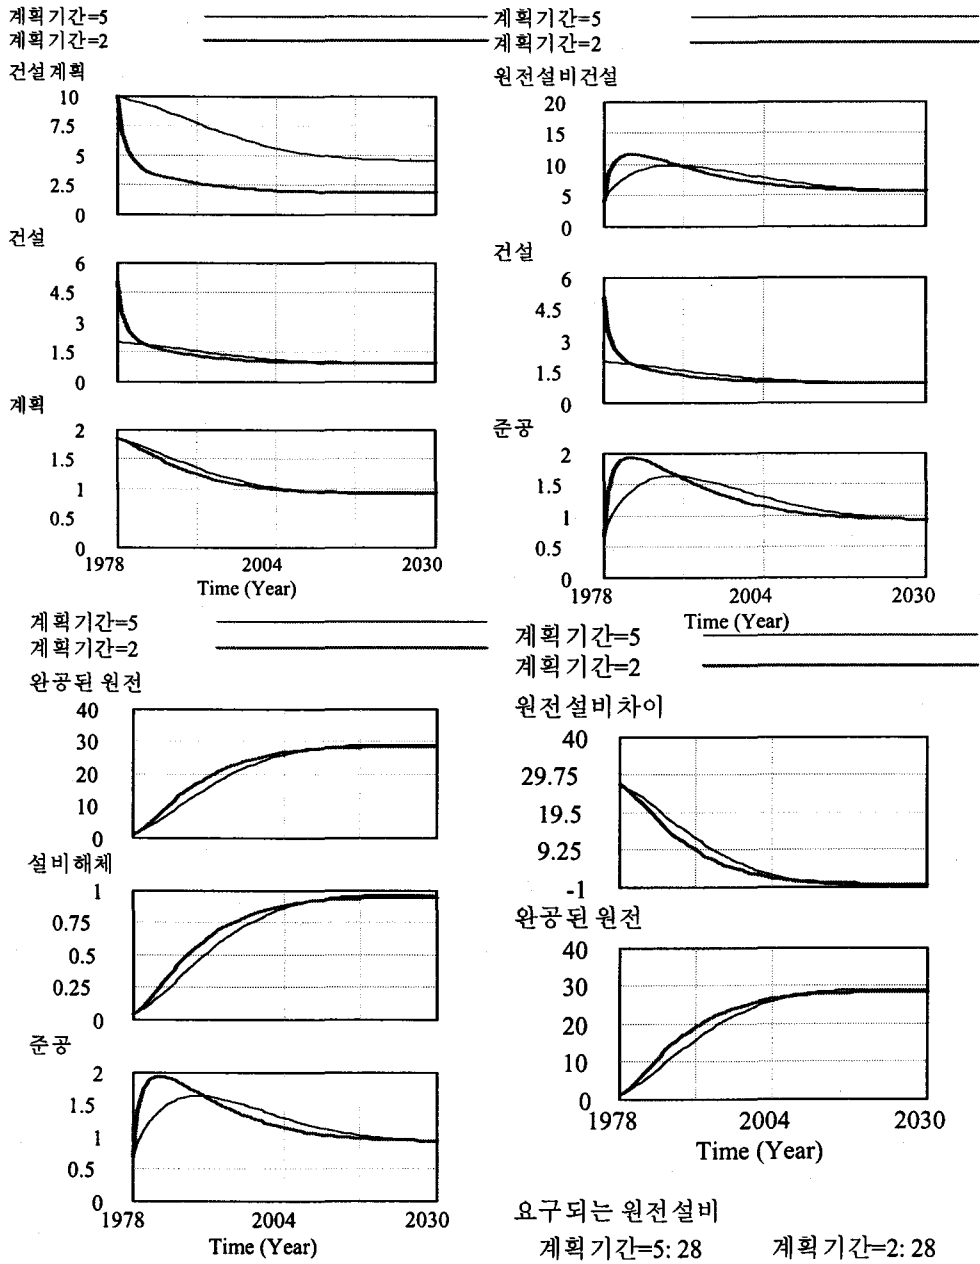 계획기간=5
계획기간=2
건설계획
10
7.5
5
2.5
0
건설
6
4.5
3
1.5
0
계획
2
1.5
1
0.5
0
1978 2004 2030
Time (Year)
계획기간=5
계획기간=2
원전설비건설
20
15
10
5
0
건설
6
4.5
3
1.5
0
준공
2
1.5
1
0.5
0
1978 2004 2030
Time (Year)
계획기간=5
계획기간=2
완공된 원전
40
30
20
10
0
설비해체
1
0.75
0.5
0.25
0
준공
2
1.5
1
0.5
0
1978 2004 2030
Time (Year)
계획기간=5
계획기간=2
원전설비차이
40
29.75
19.5
9.25
-1
완공된 원전
40
30
20
10
0
1978 2004 2030
Time (Year)
요구되는 원전설비
계획기간=5: 28 계획기간=2: 28